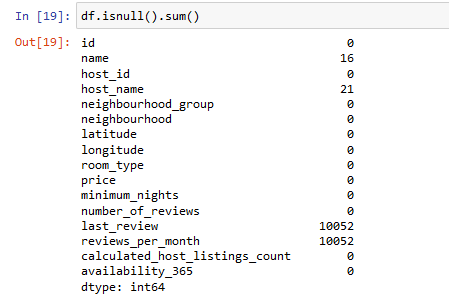 In [19]: df.isnull().sum()
Out[19]: id 0
name 16
host_id 0
host_name 21
neighbourhood_group 0
neighbourhood 0
latitude 0
longitude 0
room_type 0
price 0
minimum_nights 0
number_of_reviews 0
last_review 10052
reviews_per_month 10052
calculated_host_listings_count 0
availability_365 0
dtype: int64